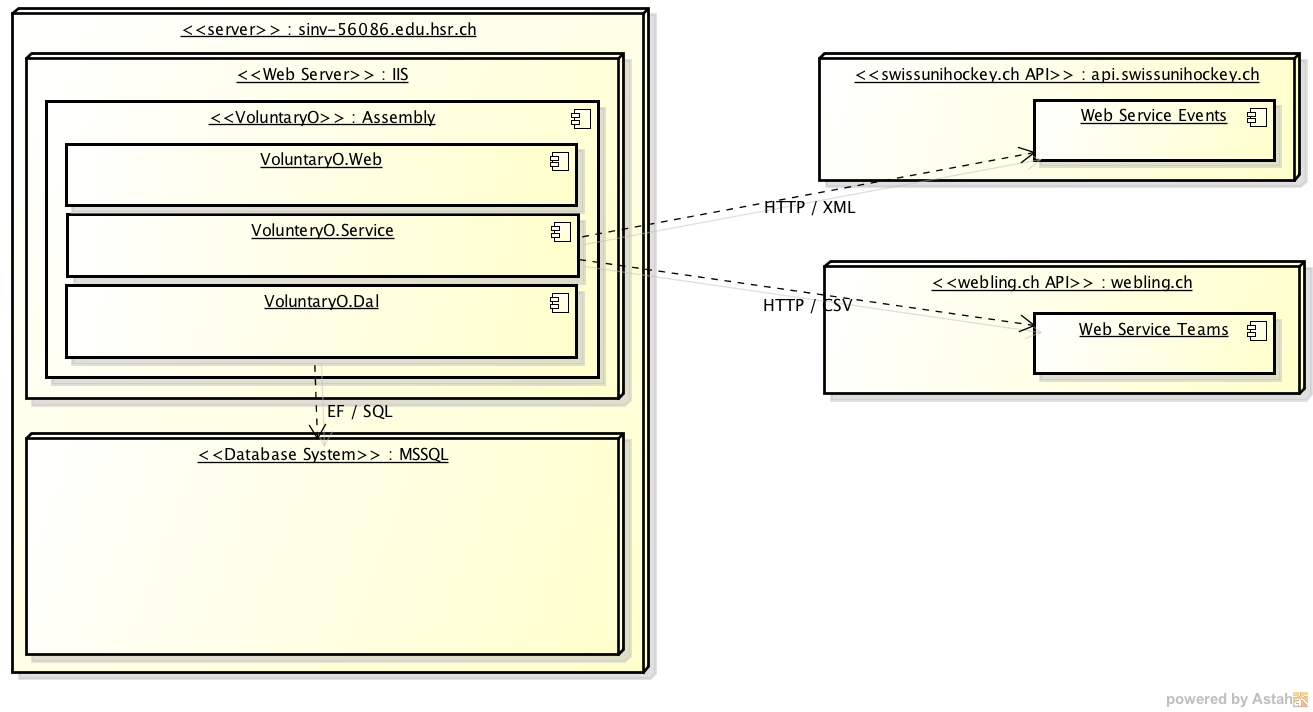 <<server>> : sinv-56086.edu.hsr.ch
<<Web Server>> : IIS
<<VoluntaryO>> : Assembly
VoluntaryO.Web
VolunteryO.Service
VoluntaryO.Dal
EF / SQL
<<Database System>> : MSSQL
HTTP / XML
HTTP / CSV
<<swissunihockey.ch API>> : api.swissunihockey.ch
Web Service Events
<<webling.ch API>> : webling.ch
Web Service Teams
powered by Astah